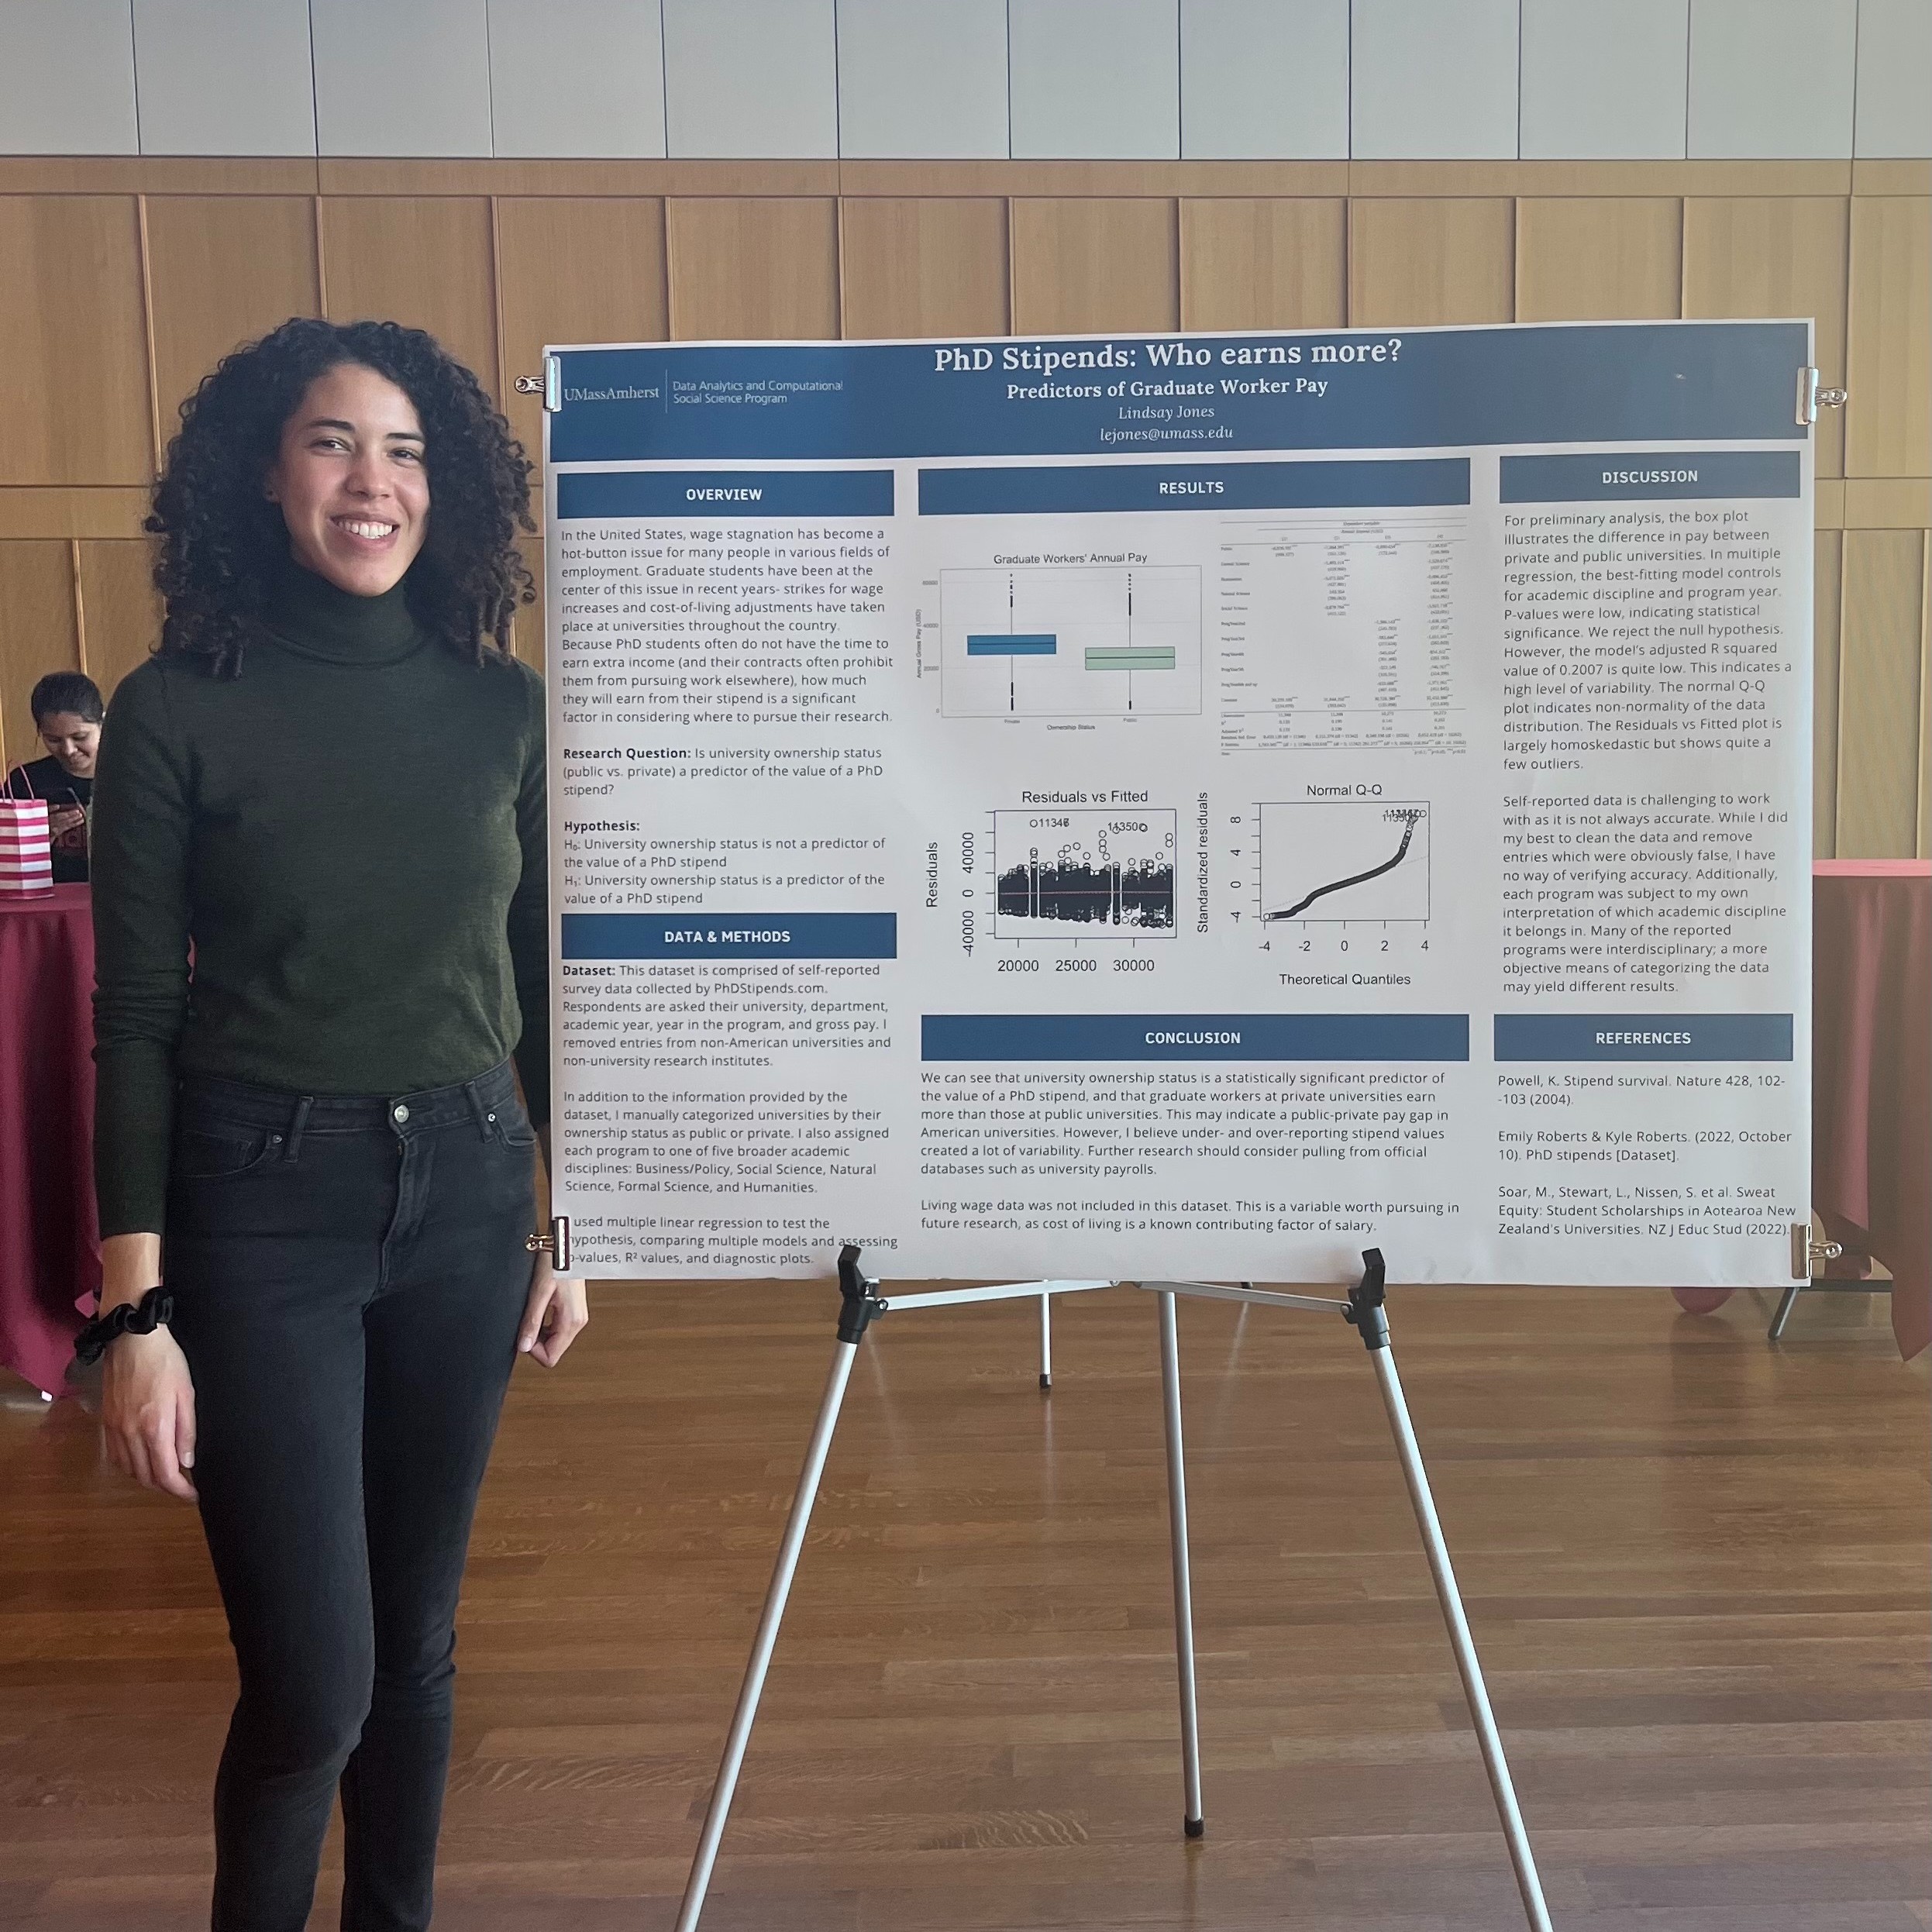 UMassAmherst
Data Analytics and Computational
Social Science Program
PhD Stipends: Who earns more?
Predictors of Graduate Worker Pay
Lindsay Jones
lejones@umass.edu
OVERVIEW
In the United States, wage stagnation has become a
hot-button issue for many people in various fields of
employment. Graduate students have been at the
center of this issue in recent years- strikes for wage
increases and cost-of-living adjustments have taken
place at universities throughout the country.
Because PhD students often do not have the time to
earn extra income (and their contracts often prohibit
them from pursuing work elsewhere), how much
they will earn from their stipend is a significant
factor in considering where to pursue their research.
Research Question: Is university ownership status
(public vs. private) a predictor of the value of a PhD
stipend?
Hypothesis:
H₀: University ownership status is not a predictor of
the value of a PhD stipend
H₁: University ownership status is a predictor of the
value of a PhD stipend
DATA & METHODS
Dataset: This dataset is comprised of self-reported
survey data collected by PhDStipends.com.
Respondents are asked their university, department,
academic year, year in the program, and gross pay. I
removed entries from non-American universities and
non-university research institutes.
In addition to the information provided by the
dataset, I manually categorized universities by their
ownership status as public or private. I also assigned
each program to one of five broader academic
disciplines: Business/Policy, Social Science, Natural
Science, Formal Science, and Humanities.
used multiple linear regression to test the
hypothesis, comparing multiple models and assessing
p-values, R² values, and diagnostic plots.
RESULTS
Graduate Workers' Annual Pay
Annual Gross Pay (USD)
Private
Public
Ownership Status
Residuals vs Fitted
Residuals
-40000 0 40000
11346
11350
20000 25000 30000
Normal Q-Q
Standardized residuals
-4 0 4 8
-4 -2 0 2 4
Theoretical Quantiles
CONCLUSION
We can see that university ownership status is a statistically significant predictor of
the value of a PhD stipend, and that graduate workers at private universities earn
more than those at public universities. This may indicate a public-private pay gap in
American universities. However, I believe under- and over-reporting stipend values
created a lot of variability. Further research should consider pulling from official
databases such as university payrolls.
Living wage data was not included in this dataset. This is a variable worth pursuing in
future research, as cost of living is a known contributing factor of salary.
DISCUSSION
For preliminary analysis, the box plot
illustrates the difference in pay between
private and public universities. In multiple
regression, the best-fitting model controls
for academic discipline and program year.
P-values were low, indicating statistical
significance. We reject the null hypothesis.
However, the model's adjusted R squared
value of 0.2007 is quite low. This indicates a
high level of variability. The normal Q-Q
plot indicates non-normality of the data
distribution. The Residuals vs Fitted plot is
largely homoskedastic but shows quite a
few outliers.
Self-reported data is challenging to work
with as it is not always accurate. While I did
my best to clean the data and remove
entries which were obviously false, I have
no way of verifying accuracy. Additionally,
each program was subject to my own
interpretation of which academic discipline
it belongs in. Many of the reported
programs were interdisciplinary; a more
objective means of categorizing the data
may yield different results.
REFERENCES
Powell, K. Stipend survival. Nature 428, 102-
-103 (2004).
Emily Roberts & Kyle Roberts. (2022, October
10). PhD stipends [Dataset].
Soar, M., Stewart, L., Nissen, S. et al. Sweat
Equity: Student Scholarships in Aotearoa New
Zealand's Universities. NZ J Educ Stud (2022).